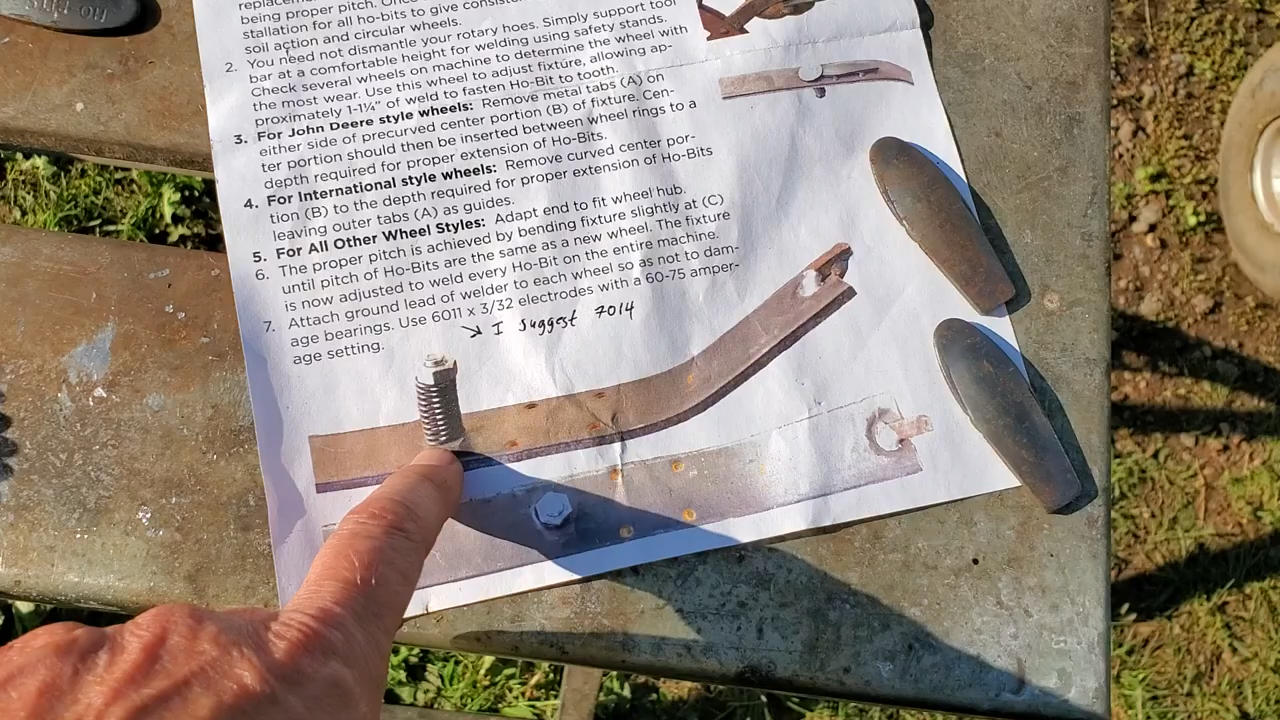 being proper pitch. Once
stallation for all ho-bits to give
soil action and circular wheels.
2. You need not dismantle your rotary hoes. Simply support tool
bar at a comfortable height for welding using safety stands.
Check several wheels on machine to determine the wheel with
the most wear. Use this wheel to adjust fixture, allowing ap-
proximately 1-1¼" of weld to fasten Ho-Bit to tooth.
3. For John Deere style wheels: Remove metal tabs (A) on
either side of precurved center portion (B) of fixture. Cen-
ter portion should then be inserted between wheel rings to a
depth required for proper extension of Ho-Bits.
4. For International style wheels: Remove curved center por-
tion (B) to the depth required for proper extension of Ho-Bits
leaving outer tabs (A) as guides.
5. For All Other Wheel Styles: Adapt end to fit wheel hub.
6. The proper pitch is achieved by bending fixture slightly at (C)
until pitch of Ho-Bits are the same as a new wheel. The fixture
is now adjusted to weld every Ho-Bit on the entire machine.
7. Attach ground lead of welder to each wheel so as not to dam-
age bearings. Use 6011 x 3/32 electrodes with a 60-75 amper-
age setting.
I suggest 7014